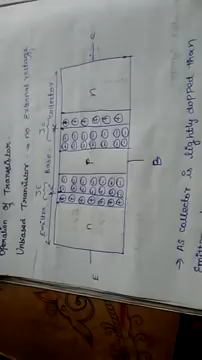 Operation of Transistor.
Unbiased Transistor → no External voltage,
JE JC
Emitter Base Collector
n P n
E B C
→ As collector is lightly dopped than
Emitter